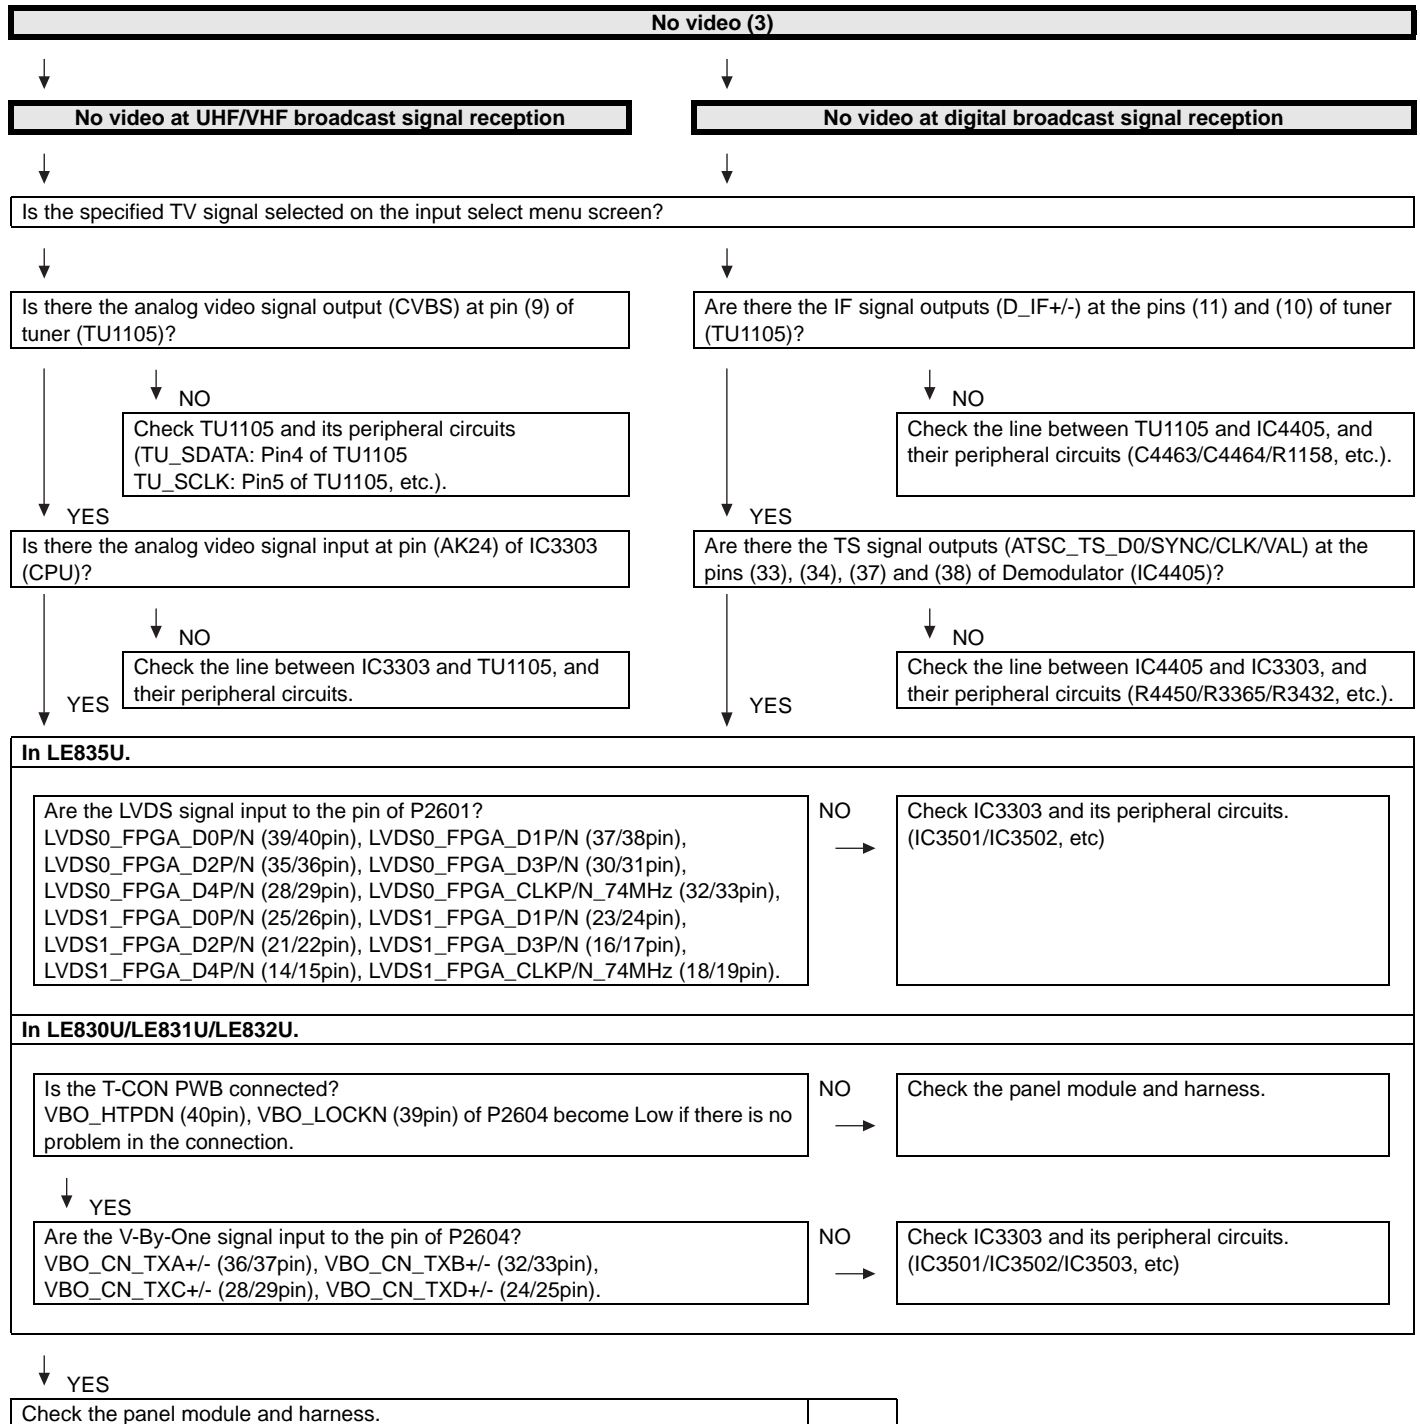 No video (3)
No video at UHF/VHF broadcast signal reception
No video at digital broadcast signal reception
Is the specified TV signal selected on the input select menu screen?
Is there the analog video signal output (CVBS) at pin (9) of
tuner (TU1105)?
Are there the IF signal outputs (D_IF+/-) at the pins (11) and (10) of tuner
(TU1105)?
NO
Check TU1105 and its peripheral circuits
(TU_SDATA: Pin4 of TU1105
TU_SCLK: Pin5 of TU1105, etc.).
NO
Check the line between TU1105 and IC4405, and
their peripheral circuits (C4463/C4464/R1158, etc.).
YES
YES
Is there the analog video signal input at pin (AK24) of IC3303
(CPU)?
Are there the TS signal outputs (ATSC_TS_D0/SYNC/CLK/VAL) at the
pins (33), (34), (37) and (38) of Demodulator (IC4405)?
NO
Check the line between IC3303 and TU1105, and
their peripheral circuits.
NO
Check the line between IC4405 and IC3303, and
their peripheral circuits (R4450/R3365/R3432, etc.).
YES
YES
In LE835U.
Are the LVDS signal input to the pin of P2601?
LVDS0_FPGA_D0P/N (39/40pin), LVDS0_FPGA_D1P/N (37/38pin),
LVDS0_FPGA_D2P/N (35/36pin), LVDS0_FPGA_D3P/N (30/31pin),
LVDS0_FPGA_D4P/N (28/29pin), LVDS0_FPGA_CLKP/N_74MHz (32/33pin),
LVDS1_FPGA_D0P/N (25/26pin), LVDS1_FPGA_D1P/N (23/24pin),
LVDS1_FPGA_D2P/N (21/22pin), LVDS1_FPGA_D3P/N (16/17pin),
LVDS1_FPGA_D4P/N (14/15pin), LVDS1_FPGA_CLKP/N_74MHz (18/19pin).
NO
Check IC3303 and its peripheral circuits.
(IC3501/IC3502, etc)
In LE830U/LE831U/LE832U.
Is the T-CON PWB connected?
VBO_HTPDN (40pin), VBO_LOCKN (39pin) of P2604 become Low if there is no
problem in the connection.
NO
Check the panel module and harness.
YES
Are the V-By-One signal input to the pin of P2604?
VBO_CN_TXA+/- (36/37pin), VBO_CN_TXB+/- (32/33pin),
VBO_CN_TXC+/- (28/29pin), VBO_CN_TXD+/- (24/25pin).
NO
Check IC3303 and its peripheral circuits.
(IC3501/IC3502/IC3503, etc)
YES
Check the panel module and harness.